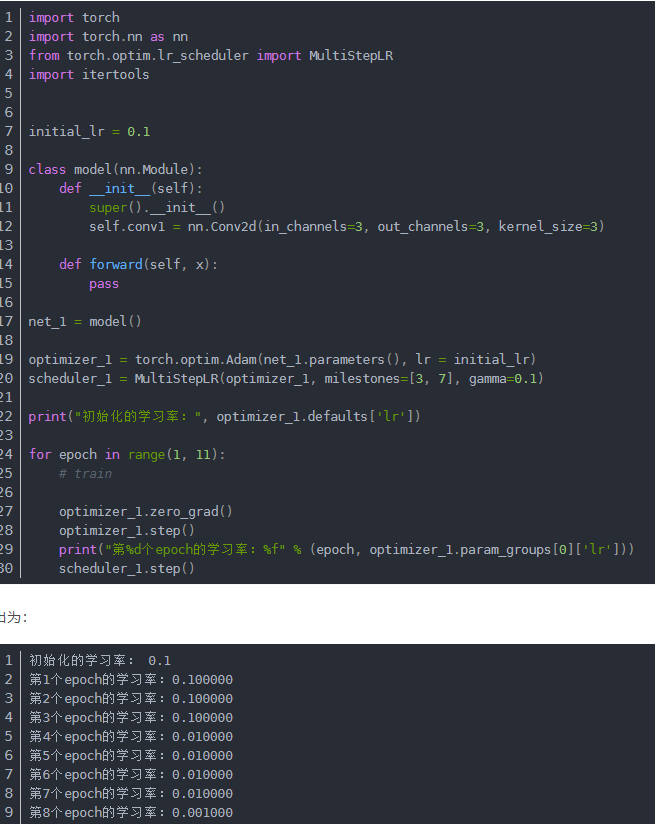 1 import torch
2 import torch.nn as nn
3 from torch.optim.lr_scheduler import MultiStepLR
4 import itertools
5
6
7 initial_lr = 0.1
8
9 class model(nn.Module):
10     def __init__(self):
11         super().__init__()
12         self.conv1 = nn.Conv2d(in_channels=3, out_channels=3, kernel_size=3)
13
14     def forward(self, x):
15         pass
16
17 net_1 = model()
18
19 optimizer_1 = torch.optim.Adam(net_1.parameters(), lr = initial_lr)
20 scheduler_1 = MultiStepLR(optimizer_1, milestones=[3, 7], gamma=0.1)
21
22 print("初始化的学习率：", optimizer_1.defaults['lr'])
23
24 for epoch in range(1, 11):
25     # train
26
27     optimizer_1.zero_grad()
28     optimizer_1.step()
29     print("第%d个epoch的学习率：%f" % (epoch, optimizer_1.param_groups[0]['lr']))
30     scheduler_1.step()
出为：
1 初始化的学习率： 0.1
2 第1个epoch的学习率：0.100000
3 第2个epoch的学习率：0.100000
4 第3个epoch的学习率：0.100000
5 第4个epoch的学习率：0.010000
6 第5个epoch的学习率：0.010000
7 第6个epoch的学习率：0.010000
8 第7个epoch的学习率：0.010000
9 第8个epoch的学习率：0.001000